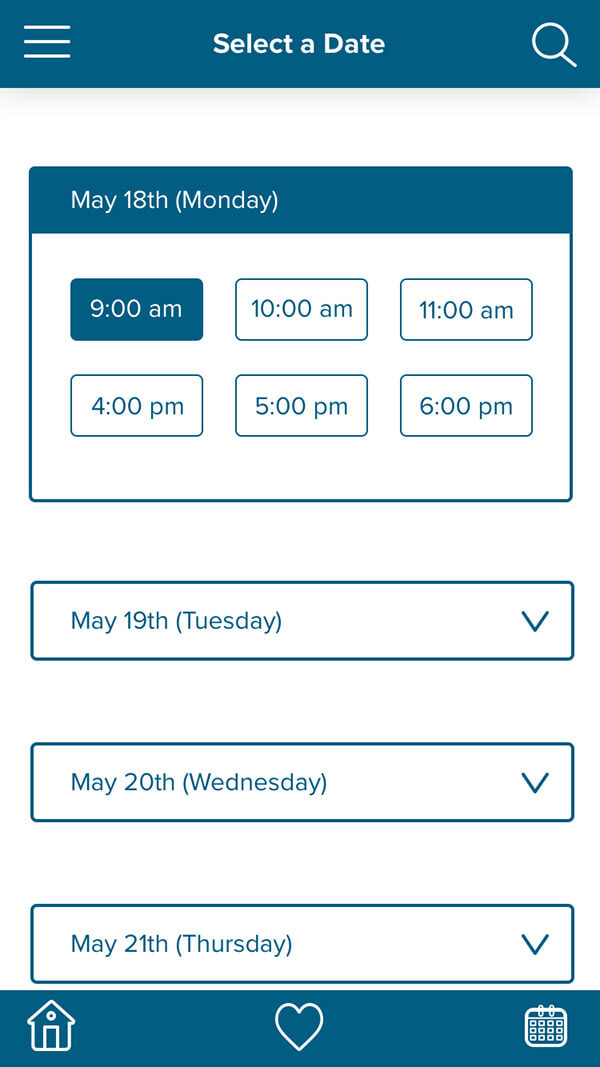 Select a Date
May 18th (Monday)
9:00 am 10:00 am 11:00 am
4:00 pm 5:00 pm 6:00 pm
May 19th (Tuesday)
May 20th (Wednesday)
May 21th (Thursday)